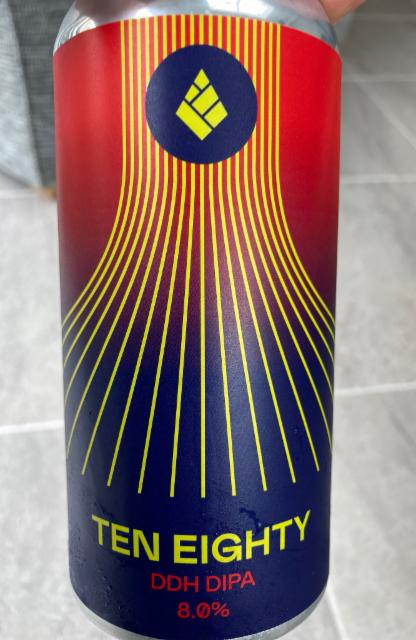 TEN EIGHTY
DDH DIPA
8.0%